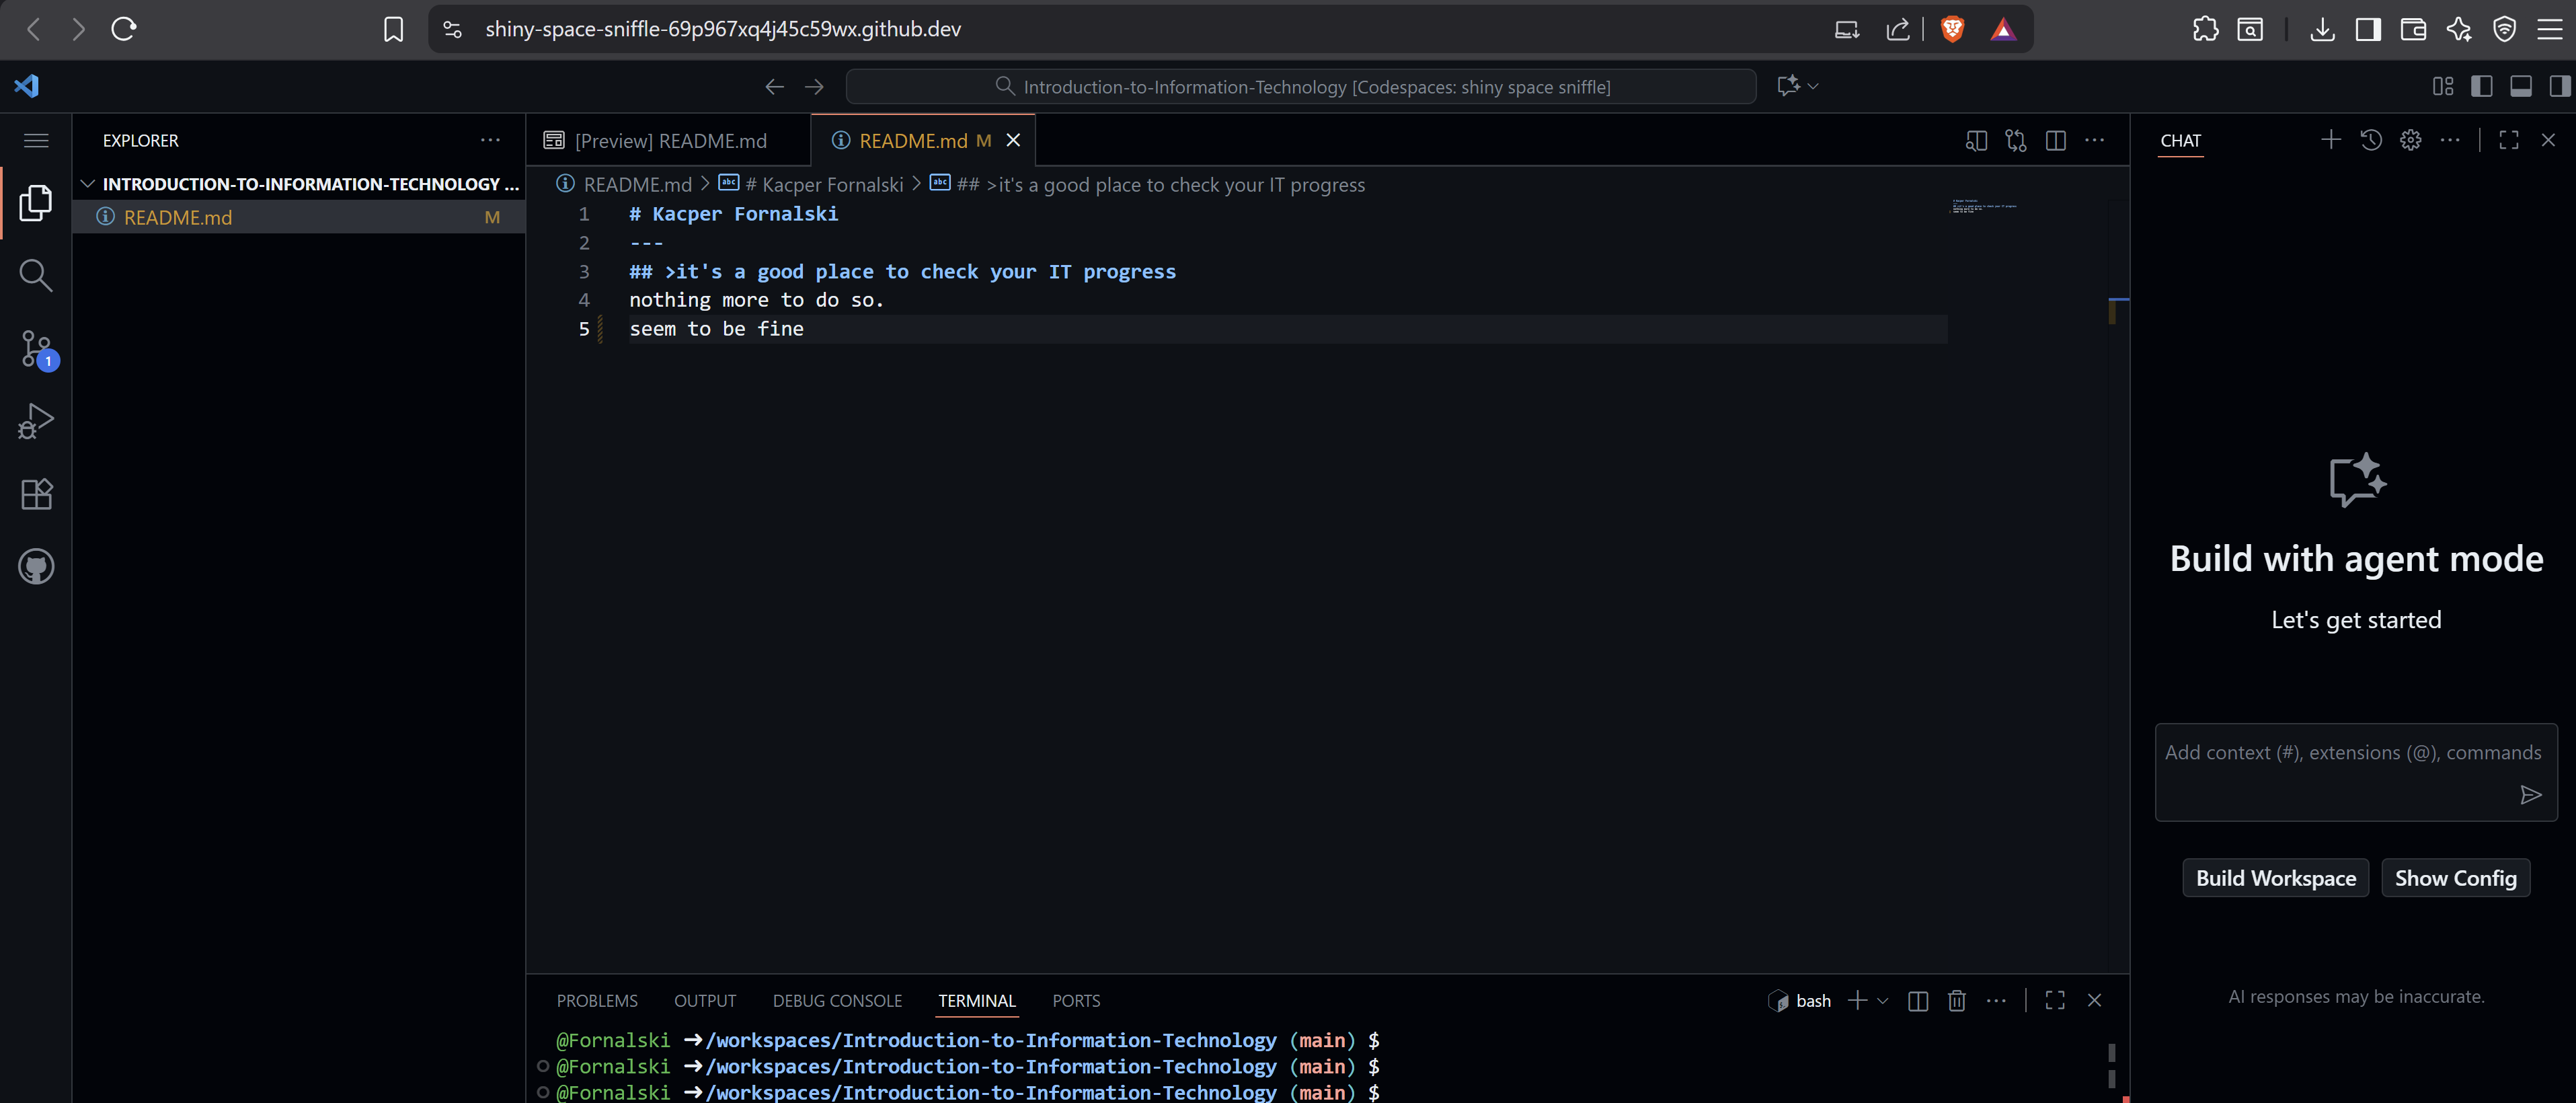 shiny-space-sniffle-69p967xq4j45c59wx.github.dev
Introduction-to-Information-Technology [Codespaces: shiny space sniffle]
EXPLORER
INTRODUCTION-TO-INFORMATION-TECHNOLOGY ...
README.md M
1
[Preview] README.md
README.md M
README.md > # Kacper Fornalski > ## >it's a good place to check your IT progress
1 # Kacper Fornalski
2 ---
3 ## >it's a good place to check your IT progress
4 nothing more to do so.
5 seem to be fine
CHAT
Build with agent mode
Let's get started
Add context (#), extensions (@), commands
Build Workspace Show Config
AI responses may be inaccurate.
PROBLEMS OUTPUT DEBUG CONSOLE TERMINAL PORTS
bash
@Fornalski ➜/workspaces/Introduction-to-Information-Technology (main) $
@Fornalski ➜/workspaces/Introduction-to-Information-Technology (main) $
@Fornalski ➜/workspaces/Introduction-to-Information-Technology (main) $